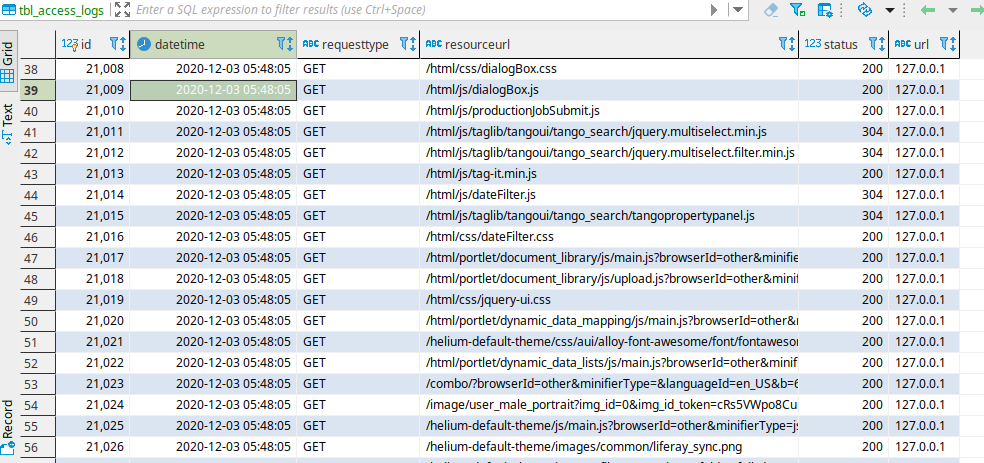 tbl_access_logs Enter a SQL expression to filter results (use Ctrl+Space)
Grid
Text
Record
123 id datetime ABC requesttype ABC resourceurl 123 status ABC url
38 21,008 2020-12-03 05:48:05 GET /html/css/dialogBox.css 200 127.0.0.1
39 21,009 2020-12-03 05:48:05 GET /html/js/dialogBox.js 200 127.0.0.1
40 21,010 2020-12-03 05:48:05 GET /html/js/productionJobSubmit.js 200 127.0.0.1
41 21,011 2020-12-03 05:48:05 GET /html/js/taglib/tangoui/tango_search/jquery.multiselect.min.js 304 127.0.0.1
42 21,012 2020-12-03 05:48:05 GET /html/js/taglib/tangoui/tango_search/jquery.multiselect.filter.min.js 304 127.0.0.1
43 21,013 2020-12-03 05:48:05 GET /html/js/tag-it.min.js 200 127.0.0.1
44 21,014 2020-12-03 05:48:05 GET /html/js/dateFilter.js 304 127.0.0.1
45 21,015 2020-12-03 05:48:05 GET /html/js/taglib/tangoui/tango_search/tangopropertypanel.js 304 127.0.0.1
46 21,016 2020-12-03 05:48:05 GET /html/css/dateFilter.css 200 127.0.0.1
47 21,017 2020-12-03 05:48:05 GET /html/portlet/document_library/js/main.js?browserId=other&minifier 200 127.0.0.1
48 21,018 2020-12-03 05:48:05 GET /html/portlet/document_library/js/upload.js?browserId=other&minif 200 127.0.0.1
49 21,019 2020-12-03 05:48:05 GET /html/css/jquery-ui.css 200 127.0.0.1
50 21,020 2020-12-03 05:48:05 GET /html/portlet/dynamic_data_mapping/js/main.js?browserId=other& 200 127.0.0.1
51 21,021 2020-12-03 05:48:05 GET /helium-default-theme/css/aui/alloy-font-awesome/font/fontawesor 200 127.0.0.1
52 21,022 2020-12-03 05:48:05 GET /html/portlet/dynamic_data_lists/js/main.js?browserId=other&minif 200 127.0.0.1
53 21,023 2020-12-03 05:48:05 GET /combo/?browserId=other&minifierType=&languageId=en_US&b=6 200 127.0.0.1
54 21,024 2020-12-03 05:48:05 GET /image/user_male_portrait?img_id=0&img_id_token=cRs5VWpo8Cu 200 127.0.0.1
55 21,025 2020-12-03 05:48:05 GET /helium-default-theme/js/main.js?browserId=other&minifierType=js 200 127.0.0.1
56 21,026 2020-12-03 05:48:05 GET /helium-default-theme/images/common/liferay_sync.png 200 127.0.0.1